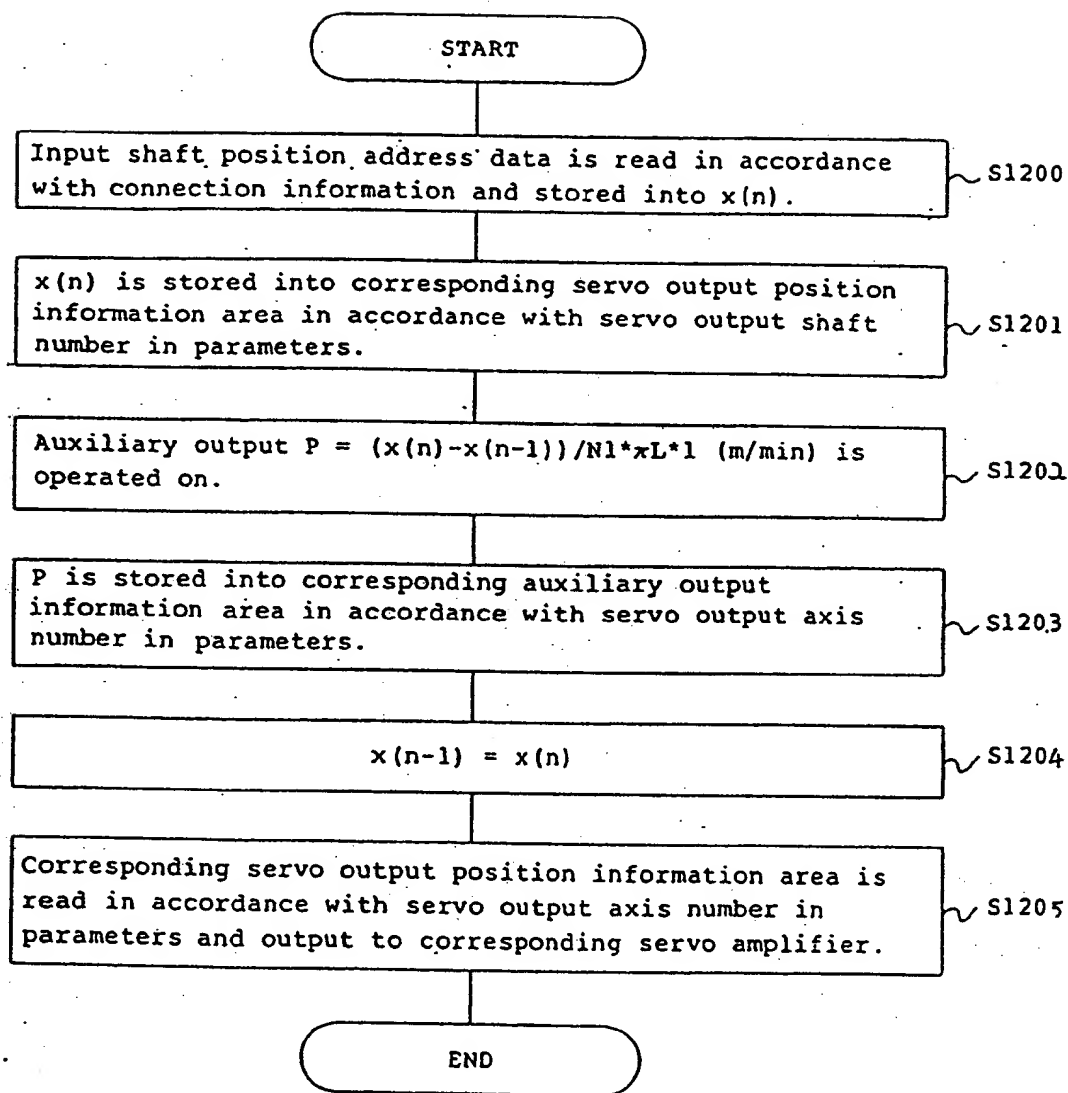 START
Input shaft position address data is read in accordance
with connection information and stored into x(n).
S1200
x(n) is stored into corresponding servo output position
information area in accordance with servo output shaft
number in parameters.
S1201
Auxiliary output P = (x(n)-x(n-1))/Nl*πL*l (m/min) is
operated on.
S1202
P is stored into corresponding auxiliary output
information area in accordance with servo output axis
number in parameters.
S1203
x(n-1) = x(n)
S1204
Corresponding servo output position information area is
read in accordance with servo output axis number in
parameters and output to corresponding servo amplifier.
S1205
END